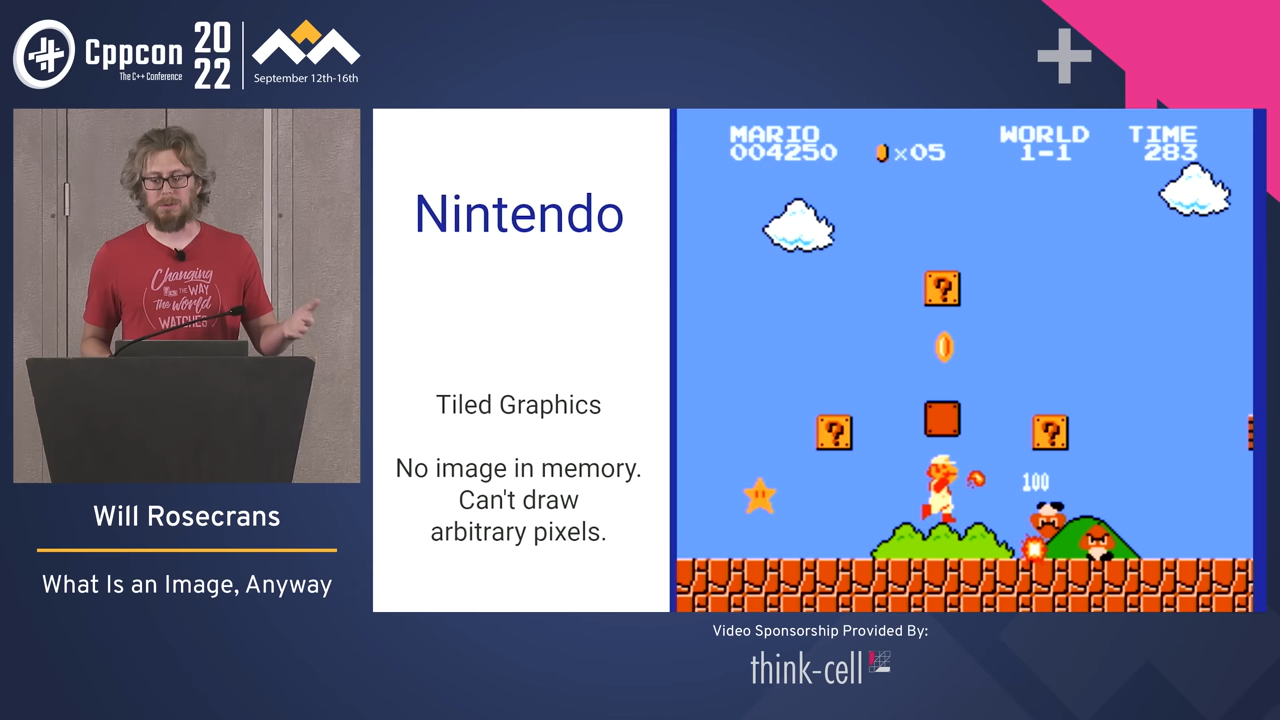 Cppcon
The C++ Conference
20
22
September 12th-16th
Changing
THE WAY
The world
WATCHES
Will Rosecrans
What Is an Image, Anyway
Nintendo
Tiled Graphics
No image in memory.
Can't draw
arbitrary pixels.
MARIO
004250
×05
WORLD
1-1
TIME
283
?
?
?
100
Video Sponsorship Provided By:
think-cell